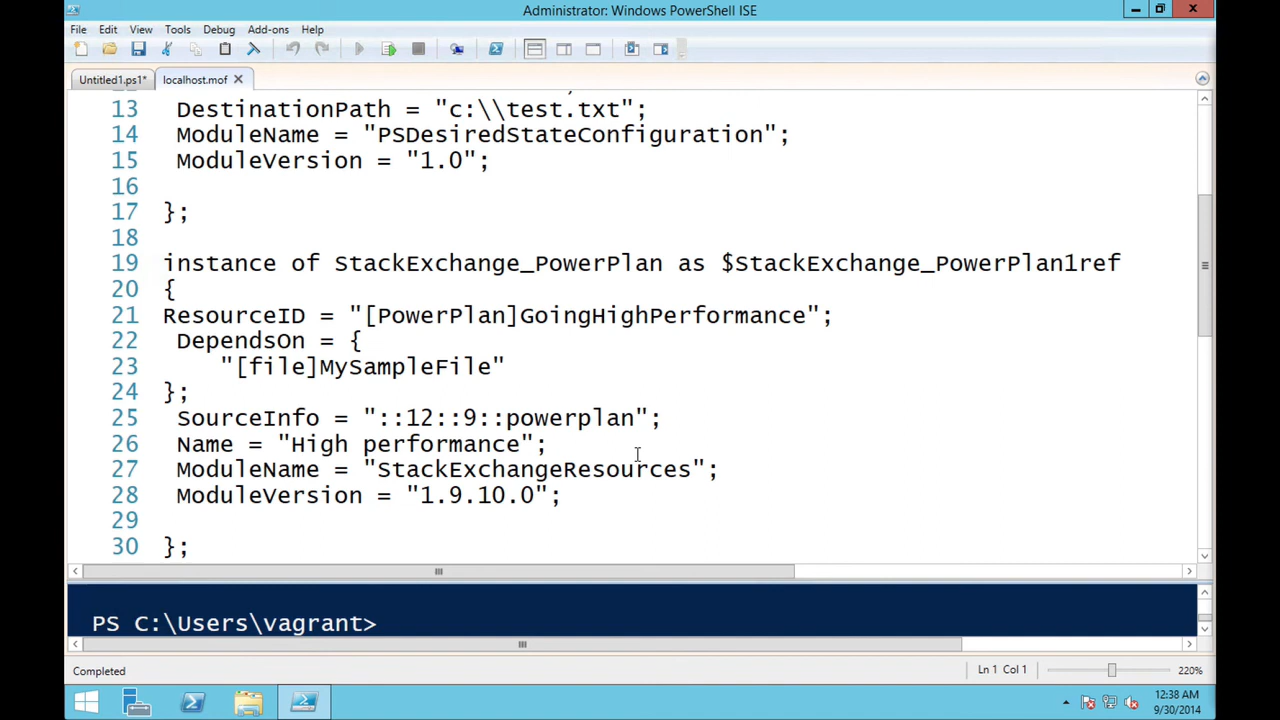 Administrator: Windows PowerShell ISE
File Edit View Tools Debug Add-ons Help
Untitled1.ps1* localhost.mof
13 DestinationPath = "c:\\test.txt";
14 ModuleName = "PSDesiredStateConfiguration";
15 ModuleVersion = "1.0";
16
17 };
18
19 instance of StackExchange_PowerPlan as $StackExchange_PowerPlan1ref
20 {
21 ResourceID = "[PowerPlan]GoingHighPerformance";
22 DependsOn = {
23 "[file]MySampleFile"
24 };
25 SourceInfo = "::12::9::powerplan";
26 Name = "High performance";
27 ModuleName = "StackExchangeResources";
28 ModuleVersion = "1.9.10.0";
29
30 };
PS C:\Users\vagrant>
Completed Ln 1 Col 1 220%
12:38 AM
9/30/2014